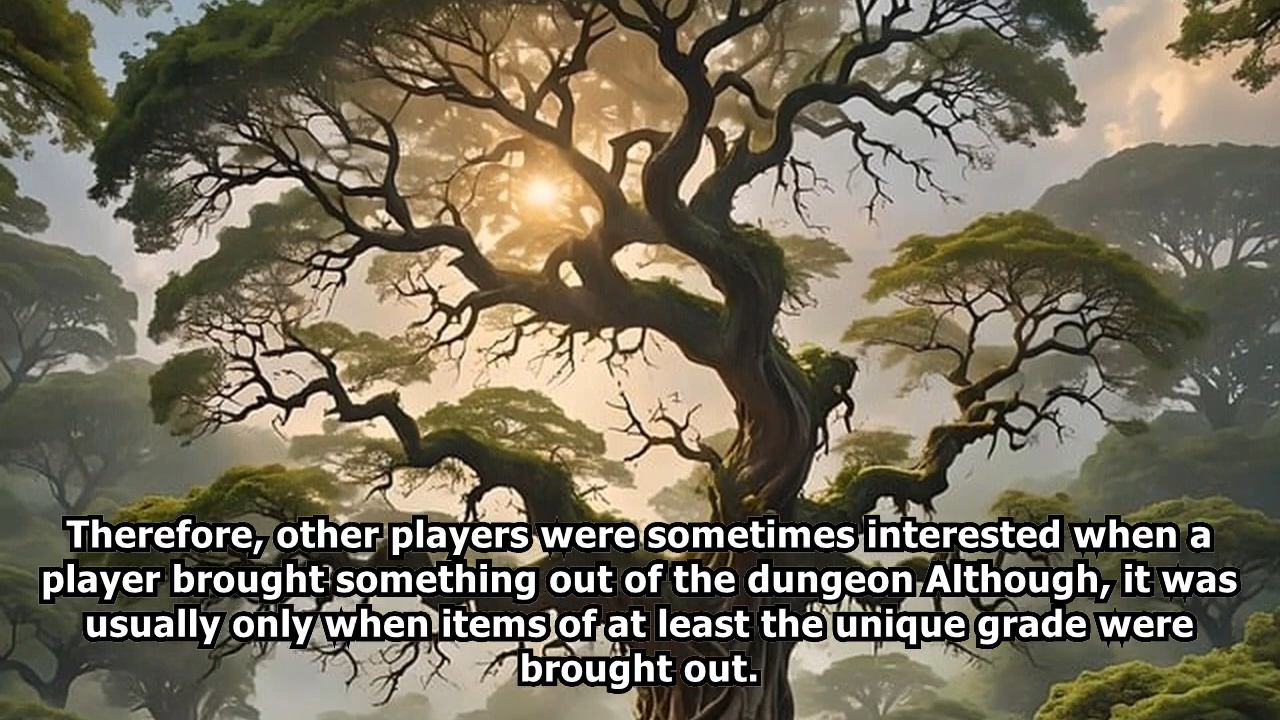 Therefore, other players were sometimes interested when a
player brought something out of the dungeon Although, it was
usually only when items of at least the unique grade were
brought out.